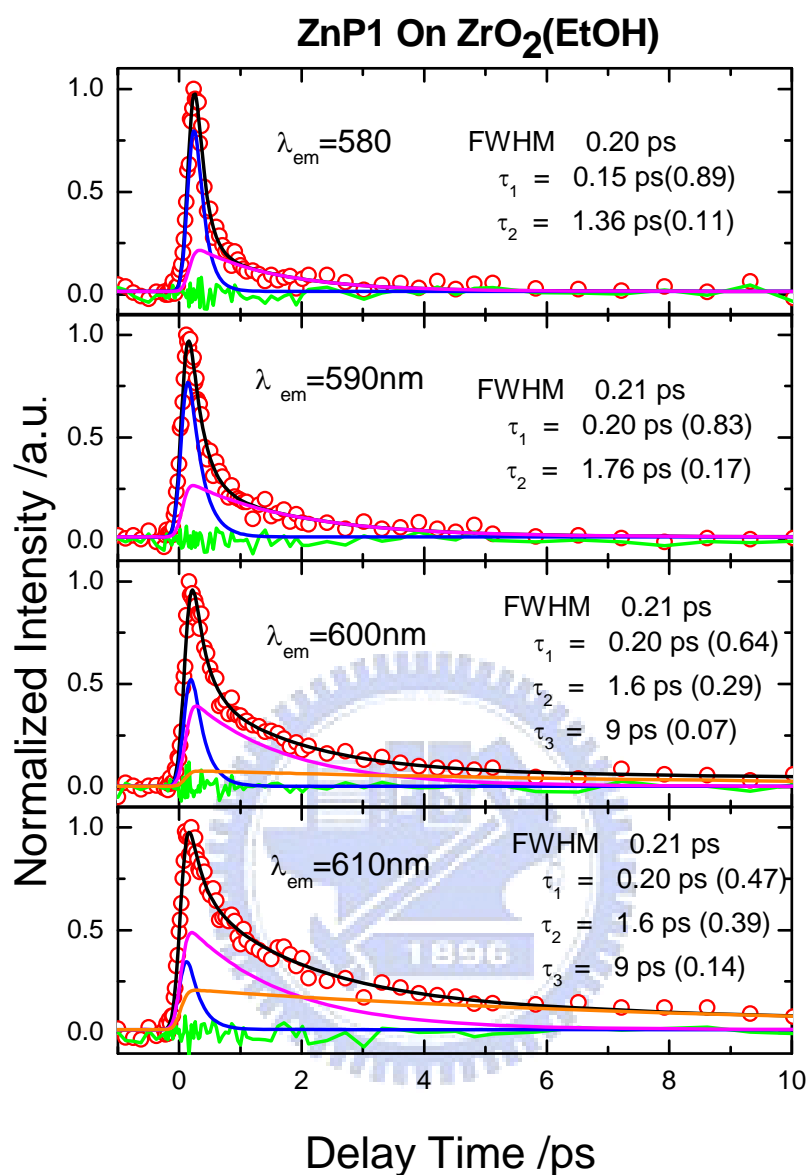 ZnP1 On ZrO2(EtOH)
Normalized Intensity /a.u.
1.0
0.5
0.0
λem=580
FWHM 0.20 ps
τ1 = 0.15 ps(0.89)
τ2 = 1.36 ps(0.11)
1.0
0.5
0.0
λem=590nm
FWHM 0.21 ps
τ1 = 0.20 ps (0.83)
τ2 = 1.76 ps (0.17)
1.0
0.5
0.0
λem=600nm
FWHM 0.21 ps
τ1 = 0.20 ps (0.64)
τ2 = 1.6 ps (0.29)
τ3 = 9 ps (0.07)
1.0
0.5
0.0
λem=610nm
FWHM 0.21 ps
τ1 = 0.20 ps (0.47)
τ2 = 1.6 ps (0.39)
τ3 = 9 ps (0.14)
1896
0 2 4 6 8 10
Delay Time /ps